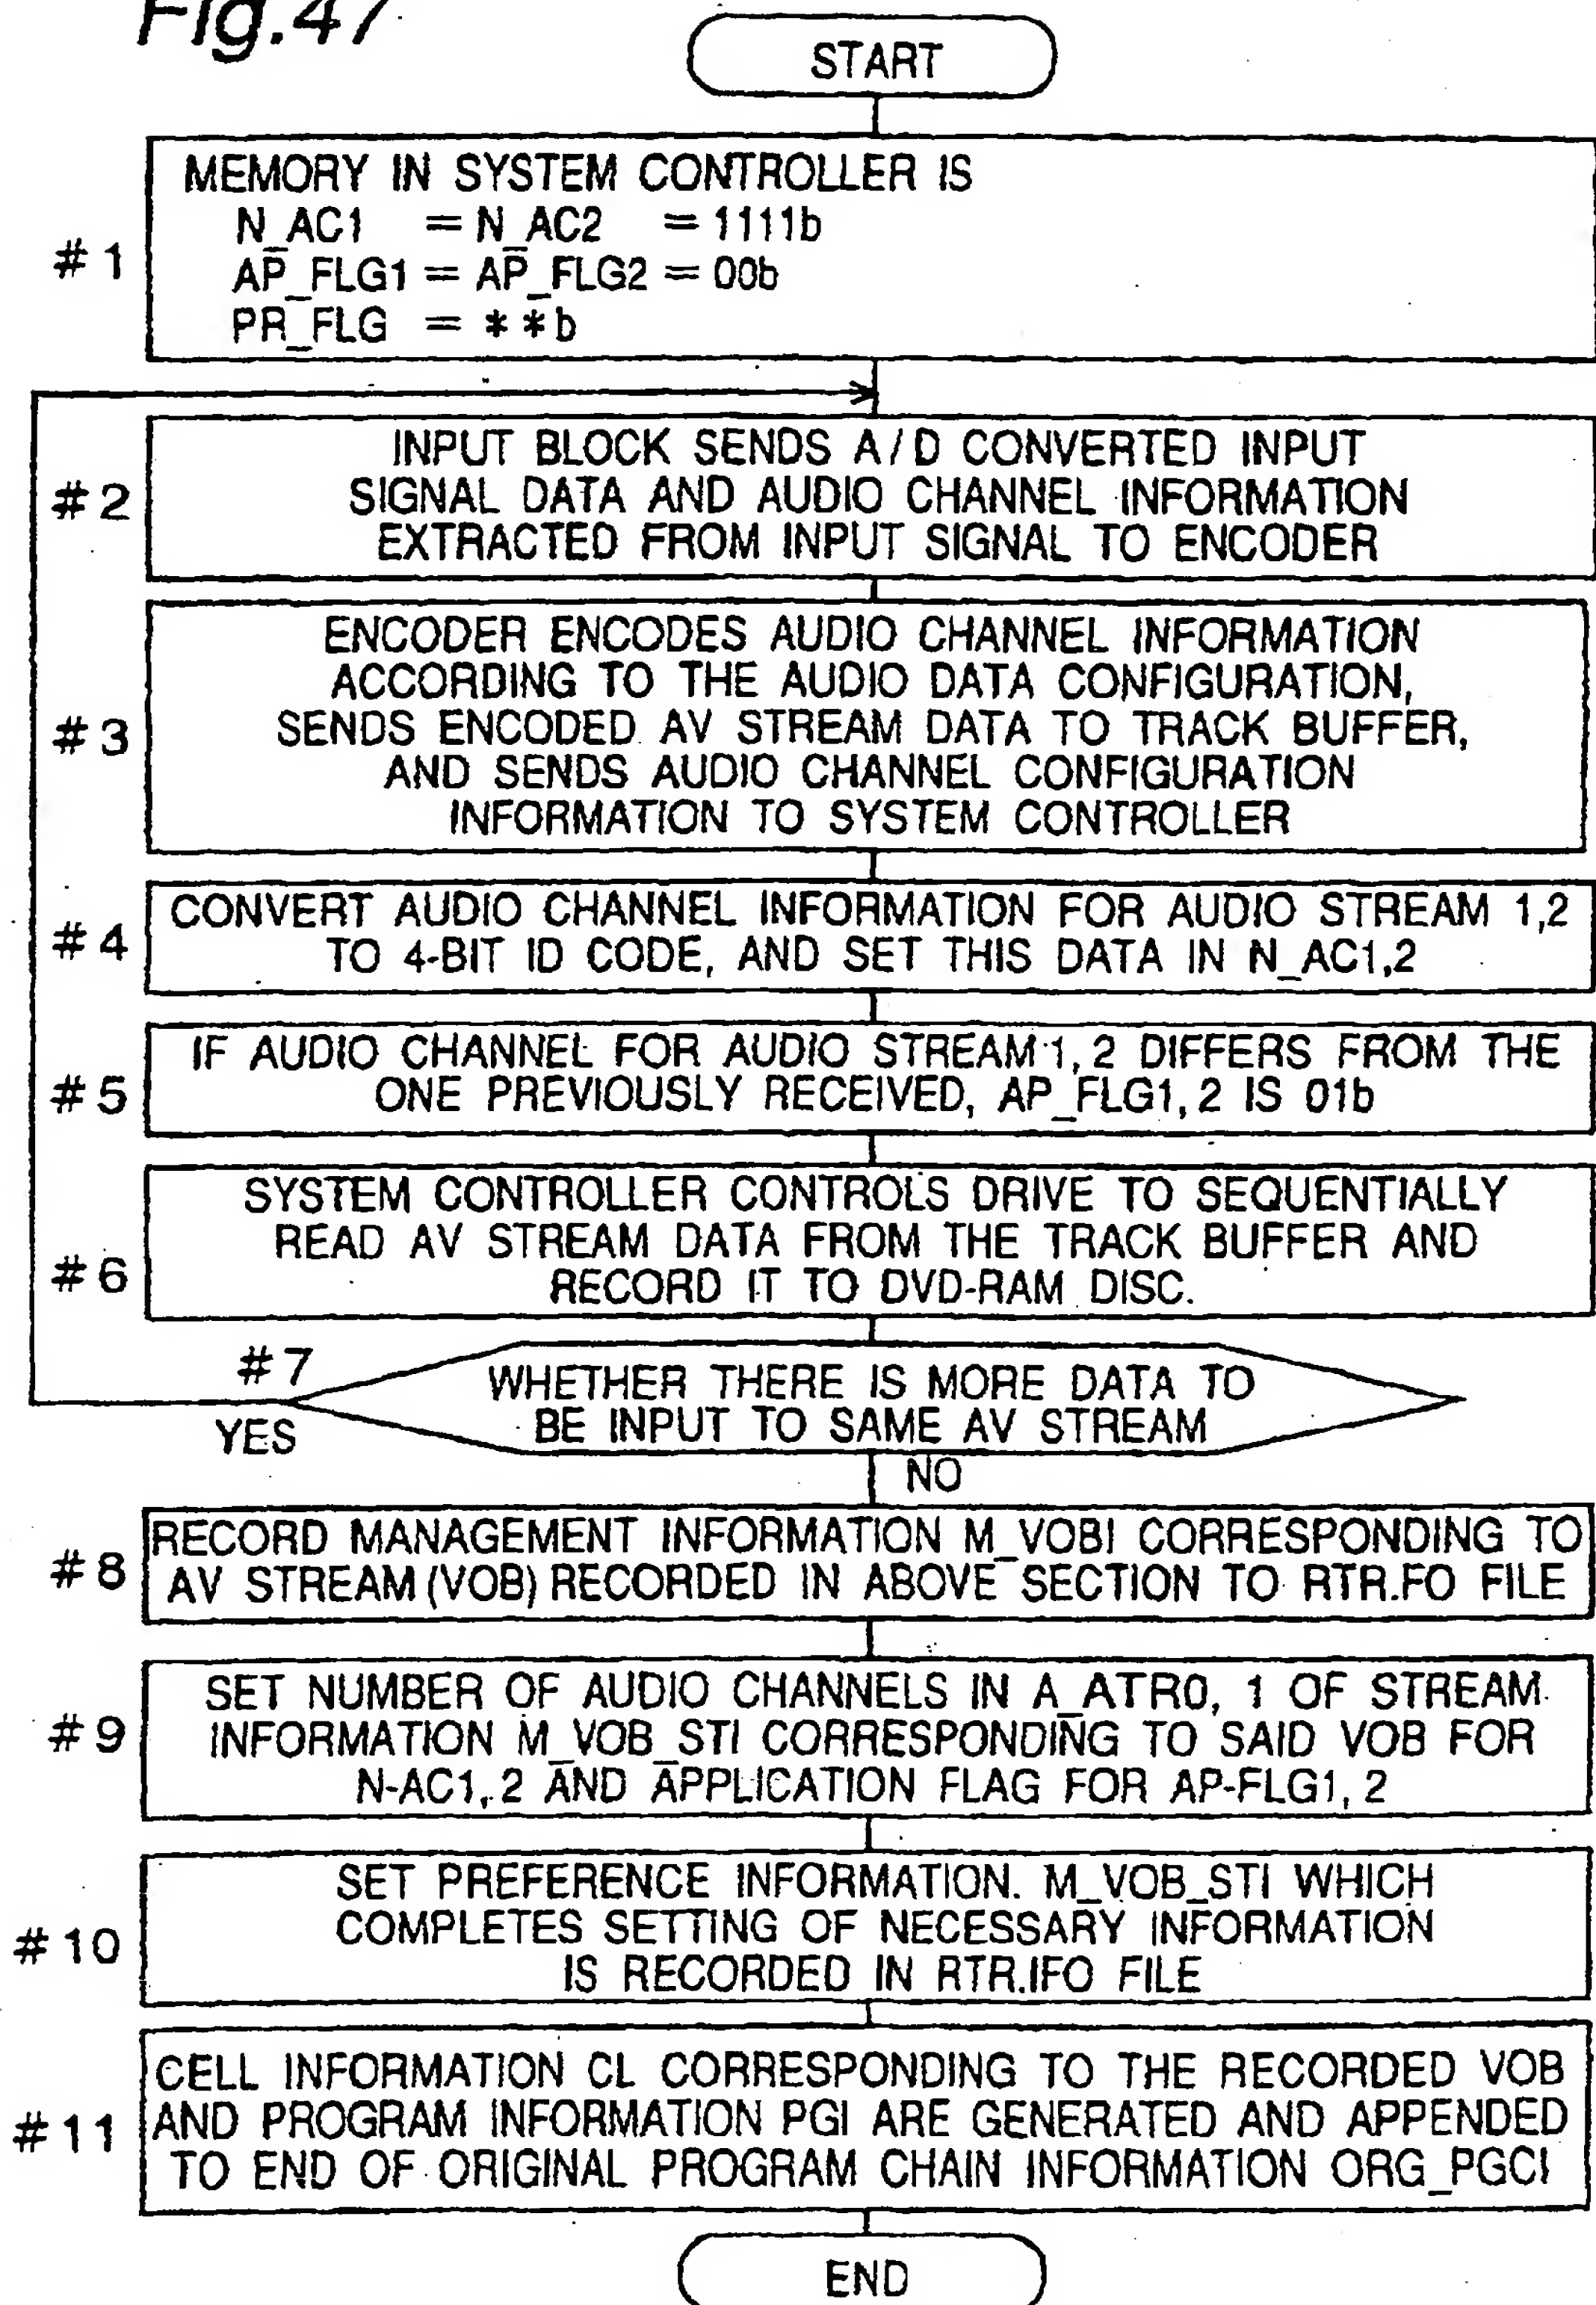 Fig.47
START
MEMORY IN SYSTEM CONTROLLER IS
N_AC1 = N_AC2 = 1111b
#1
AP_FLG1 = AP_FLG2 = 00b
PR_FLG = **b
INPUT BLOCK SENDS A/D CONVERTED INPUT
#2 SIGNAL DATA AND AUDIO CHANNEL INFORMATION
EXTRACTED FROM INPUT SIGNAL TO ENCODER
ENCODER ENCODES AUDIO CHANNEL INFORMATION
ACCORDING TO THE AUDIO DATA CONFIGURATION,
#3 SENDS ENCODED AV STREAM DATA TO TRACK BUFFER,
AND SENDS AUDIO CHANNEL CONFIGURATION
INFORMATION TO SYSTEM CONTROLLER
CONVERT AUDIO CHANNEL INFORMATION FOR AUDIO STREAM 1,2
#4 TO 4-BIT ID CODE, AND SET THIS DATA IN N_AC1,2
IF AUDIO CHANNEL FOR AUDIO STREAM 1, 2 DIFFERS FROM THE
#5 ONE PREVIOUSLY RECEIVED, AP_FLG1, 2 IS 01b
SYSTEM CONTROLLER CONTROLS DRIVE TO SEQUENTIALLY
READ AV STREAM DATA FROM THE TRACK BUFFER AND
#6 RECORD IT TO DVD-RAM DISC.
#7 WHETHER THERE IS MORE DATA TO
YES BE INPUT TO SAME AV STREAM
NO
RECORD MANAGEMENT INFORMATION M_VOBI CORRESPONDING TO
#8 AV STREAM (VOB) RECORDED IN ABOVE SECTION TO RTR.FO FILE
SET NUMBER OF AUDIO CHANNELS IN A_ATR0, 1 OF STREAM
#9 INFORMATION M_VOB_STI CORRESPONDING TO SAID VOB FOR
N-AC1, 2 AND APPLICATION FLAG FOR AP-FLG1, 2
SET PREFERENCE INFORMATION. M_VOB_STI WHICH
#10 COMPLETES SETTING OF NECESSARY INFORMATION
IS RECORDED IN RTR.IFO FILE
CELL INFORMATION CL CORRESPONDING TO THE RECORDED VOB
#11 AND PROGRAM INFORMATION PGI ARE GENERATED AND APPENDED
TO END OF ORIGINAL PROGRAM CHAIN INFORMATION ORG_PGCI
END